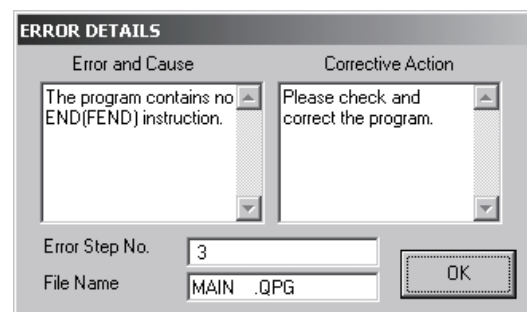 ERROR DETAILS
Error and Cause
Corrective Action
The program contains no
END(FEND) instruction.
Please check and
correct the program.
Error Step No.
3
File Name
MAIN    .QPG
OK